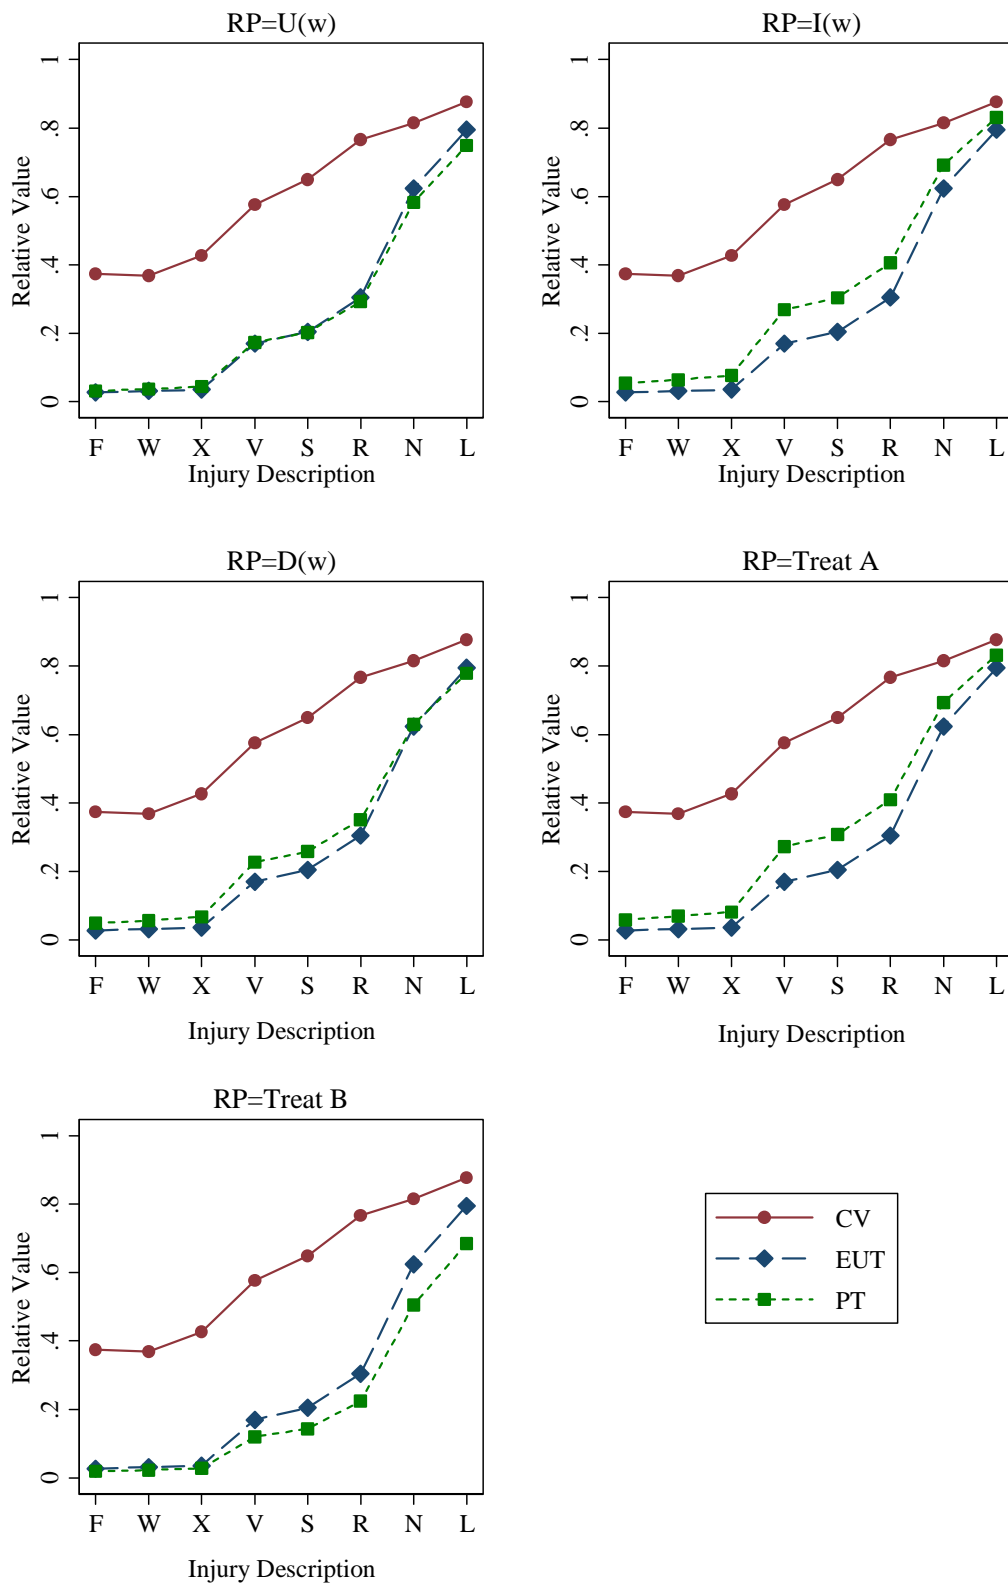 RP=U(w)
Relative Value
1
.8
.6
.4
.2
0
F W X V S R N L
Injury Description
RP=I(w)
Relative Value
1
.8
.6
.4
.2
0
F W X V S R N L
Injury Description
RP=D(w)
Relative Value
1
.8
.6
.4
.2
0
F W X V S R N L
Injury Description
RP=Treat A
Relative Value
1
.8
.6
.4
.2
0
F W X V S R N L
Injury Description
RP=Treat B
Relative Value
1
.8
.6
.4
.2
0
F W X V S R N L
Injury Description
CV
EUT
PT